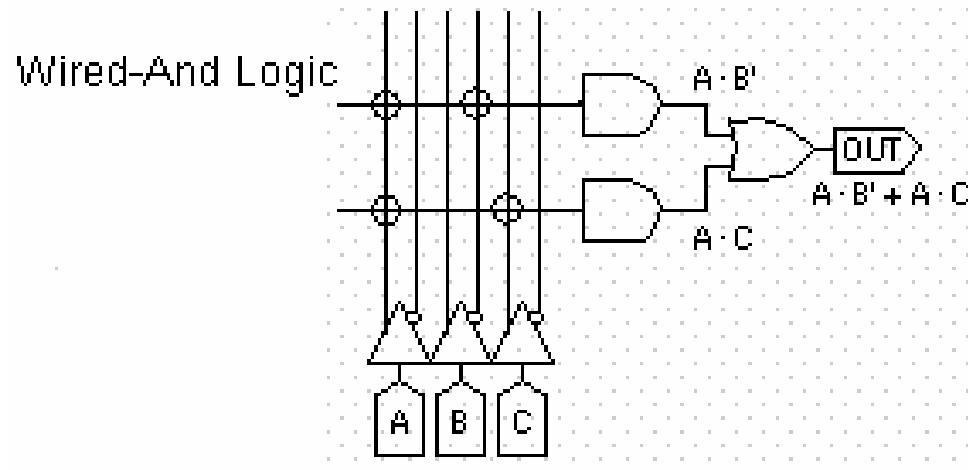 Wired-And Logic
A · B'
OUT
A · B' + A · C
A · C
A
B
C